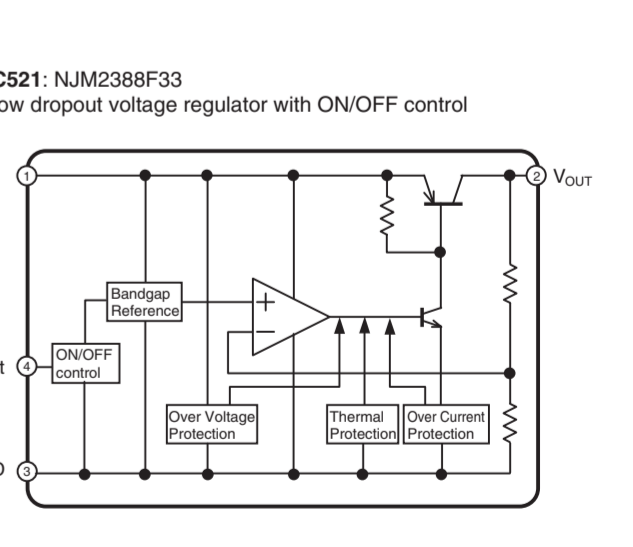 C521: NJM2388F33
ow dropout voltage regulator with ON/OFF control
1
2 VOUT
Bandgap
Reference
+
−
ON/OFF
control
t 4
Over Voltage
Protection
Thermal
Protection
Over Current
Protection
3